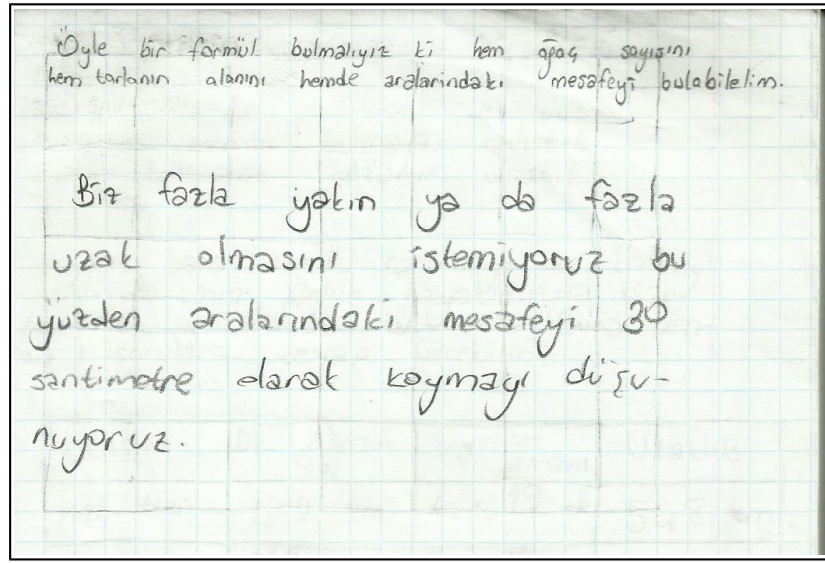 Öyle bir formül bulmalıyız ki hem ağaç sayısını
hem tarlanın alanını hemde aralarındakı mesafeyi bulabilelim.
Biz fazla yakın ya da fazla
uzak olmasını istemiyoruz bu
yüzden aralarındaki mesafeyi 30
santimetre olarak koymayı düşü-
nuyoruz.